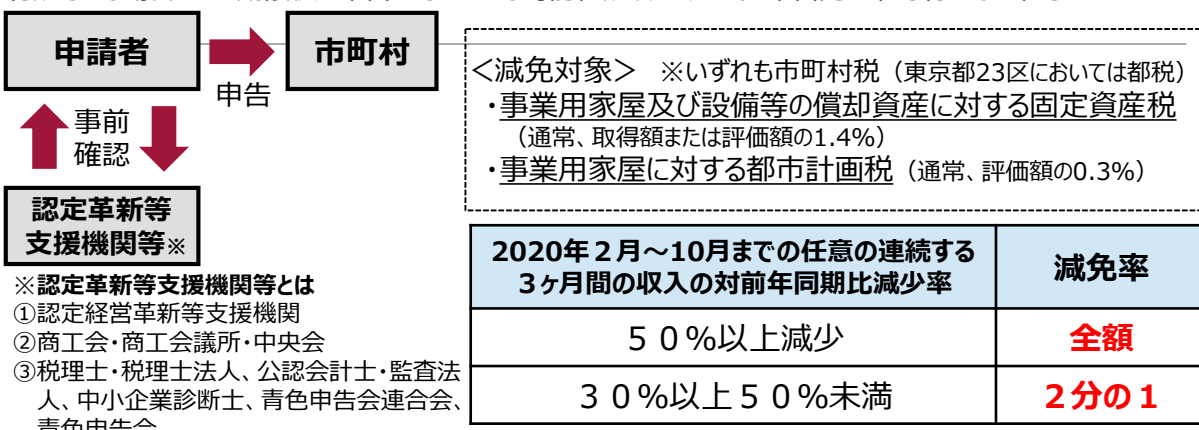 申請者
市町村
申告
事前
確認
認定革新等
支援機関等※
※認定革新等支援機関等とは
①認定経営革新等支援機関
②商工会・商工会議所・中央会
③税理士・税理士法人、公認会計士・監査法
人、中小企業診断士、青色申告会連合会、
青色申告会
＜減免対象＞ ※いずれも市町村税（東京都23区においては都税）
・事業用家屋及び設備等の償却資産に対する固定資産税
（通常、取得額または評価額の1.4%）
・事業用家屋に対する都市計画税（通常、評価額の0.3%）
2020年２月～10月までの任意の連続する
３ヶ月間の収入の対前年同期比減少率
減免率
５０%以上減少
全額
３０%以上５０%未満
２分の１